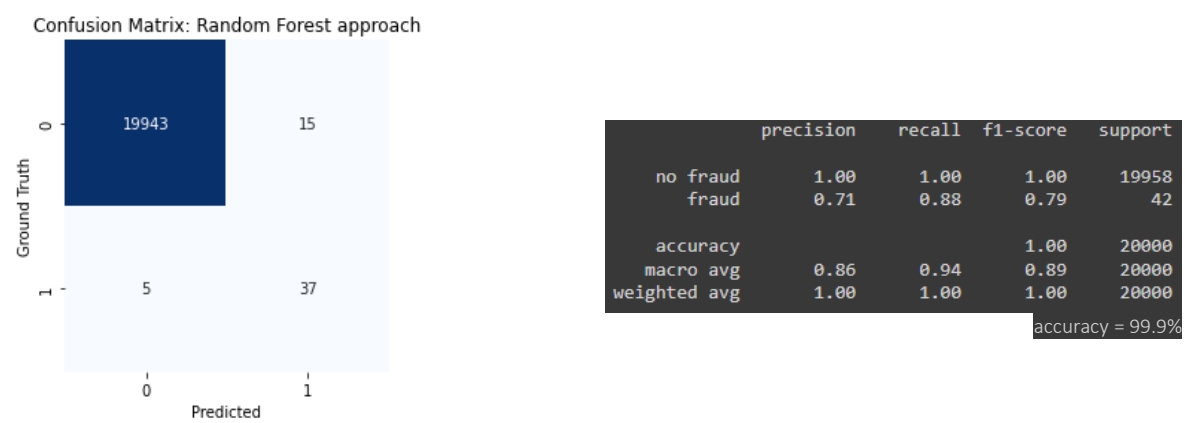 Confusion Matrix: Random Forest approach
Ground Truth
0
19943 15
1
5 37
0 1
Predicted
precision recall f1-score support
no fraud 1.00 1.00 1.00 19958
fraud 0.71 0.88 0.79 42
accuracy 1.00 20000
macro avg 0.86 0.94 0.89 20000
weighted avg 1.00 1.00 1.00 20000
accuracy = 99.9%